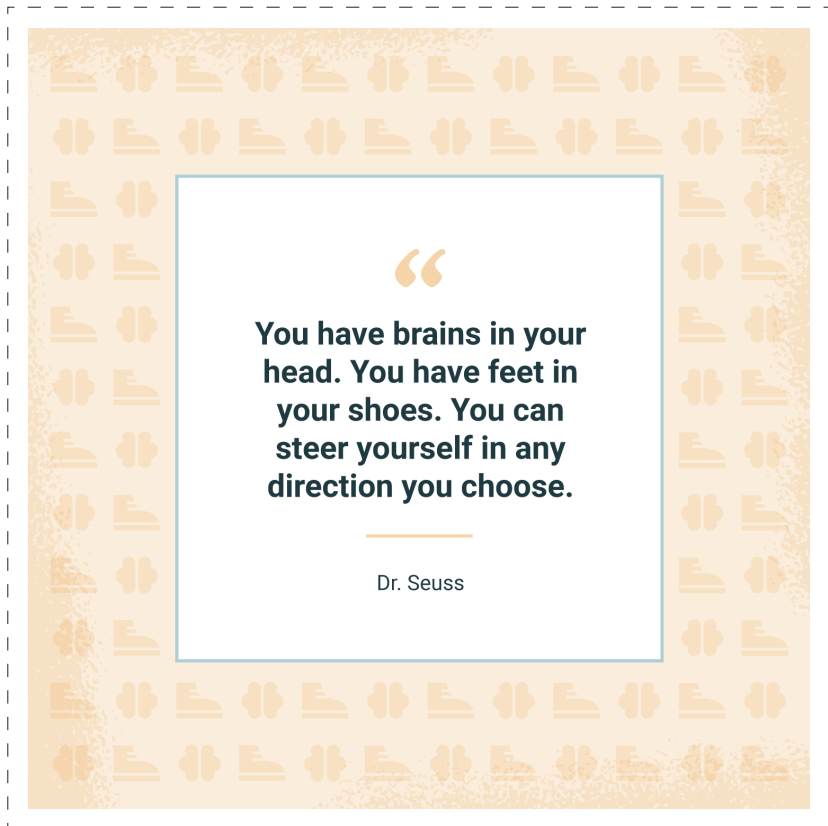 “
You have brains in your
head. You have feet in
your shoes. You can
steer yourself in any
direction you choose.
Dr. Seuss